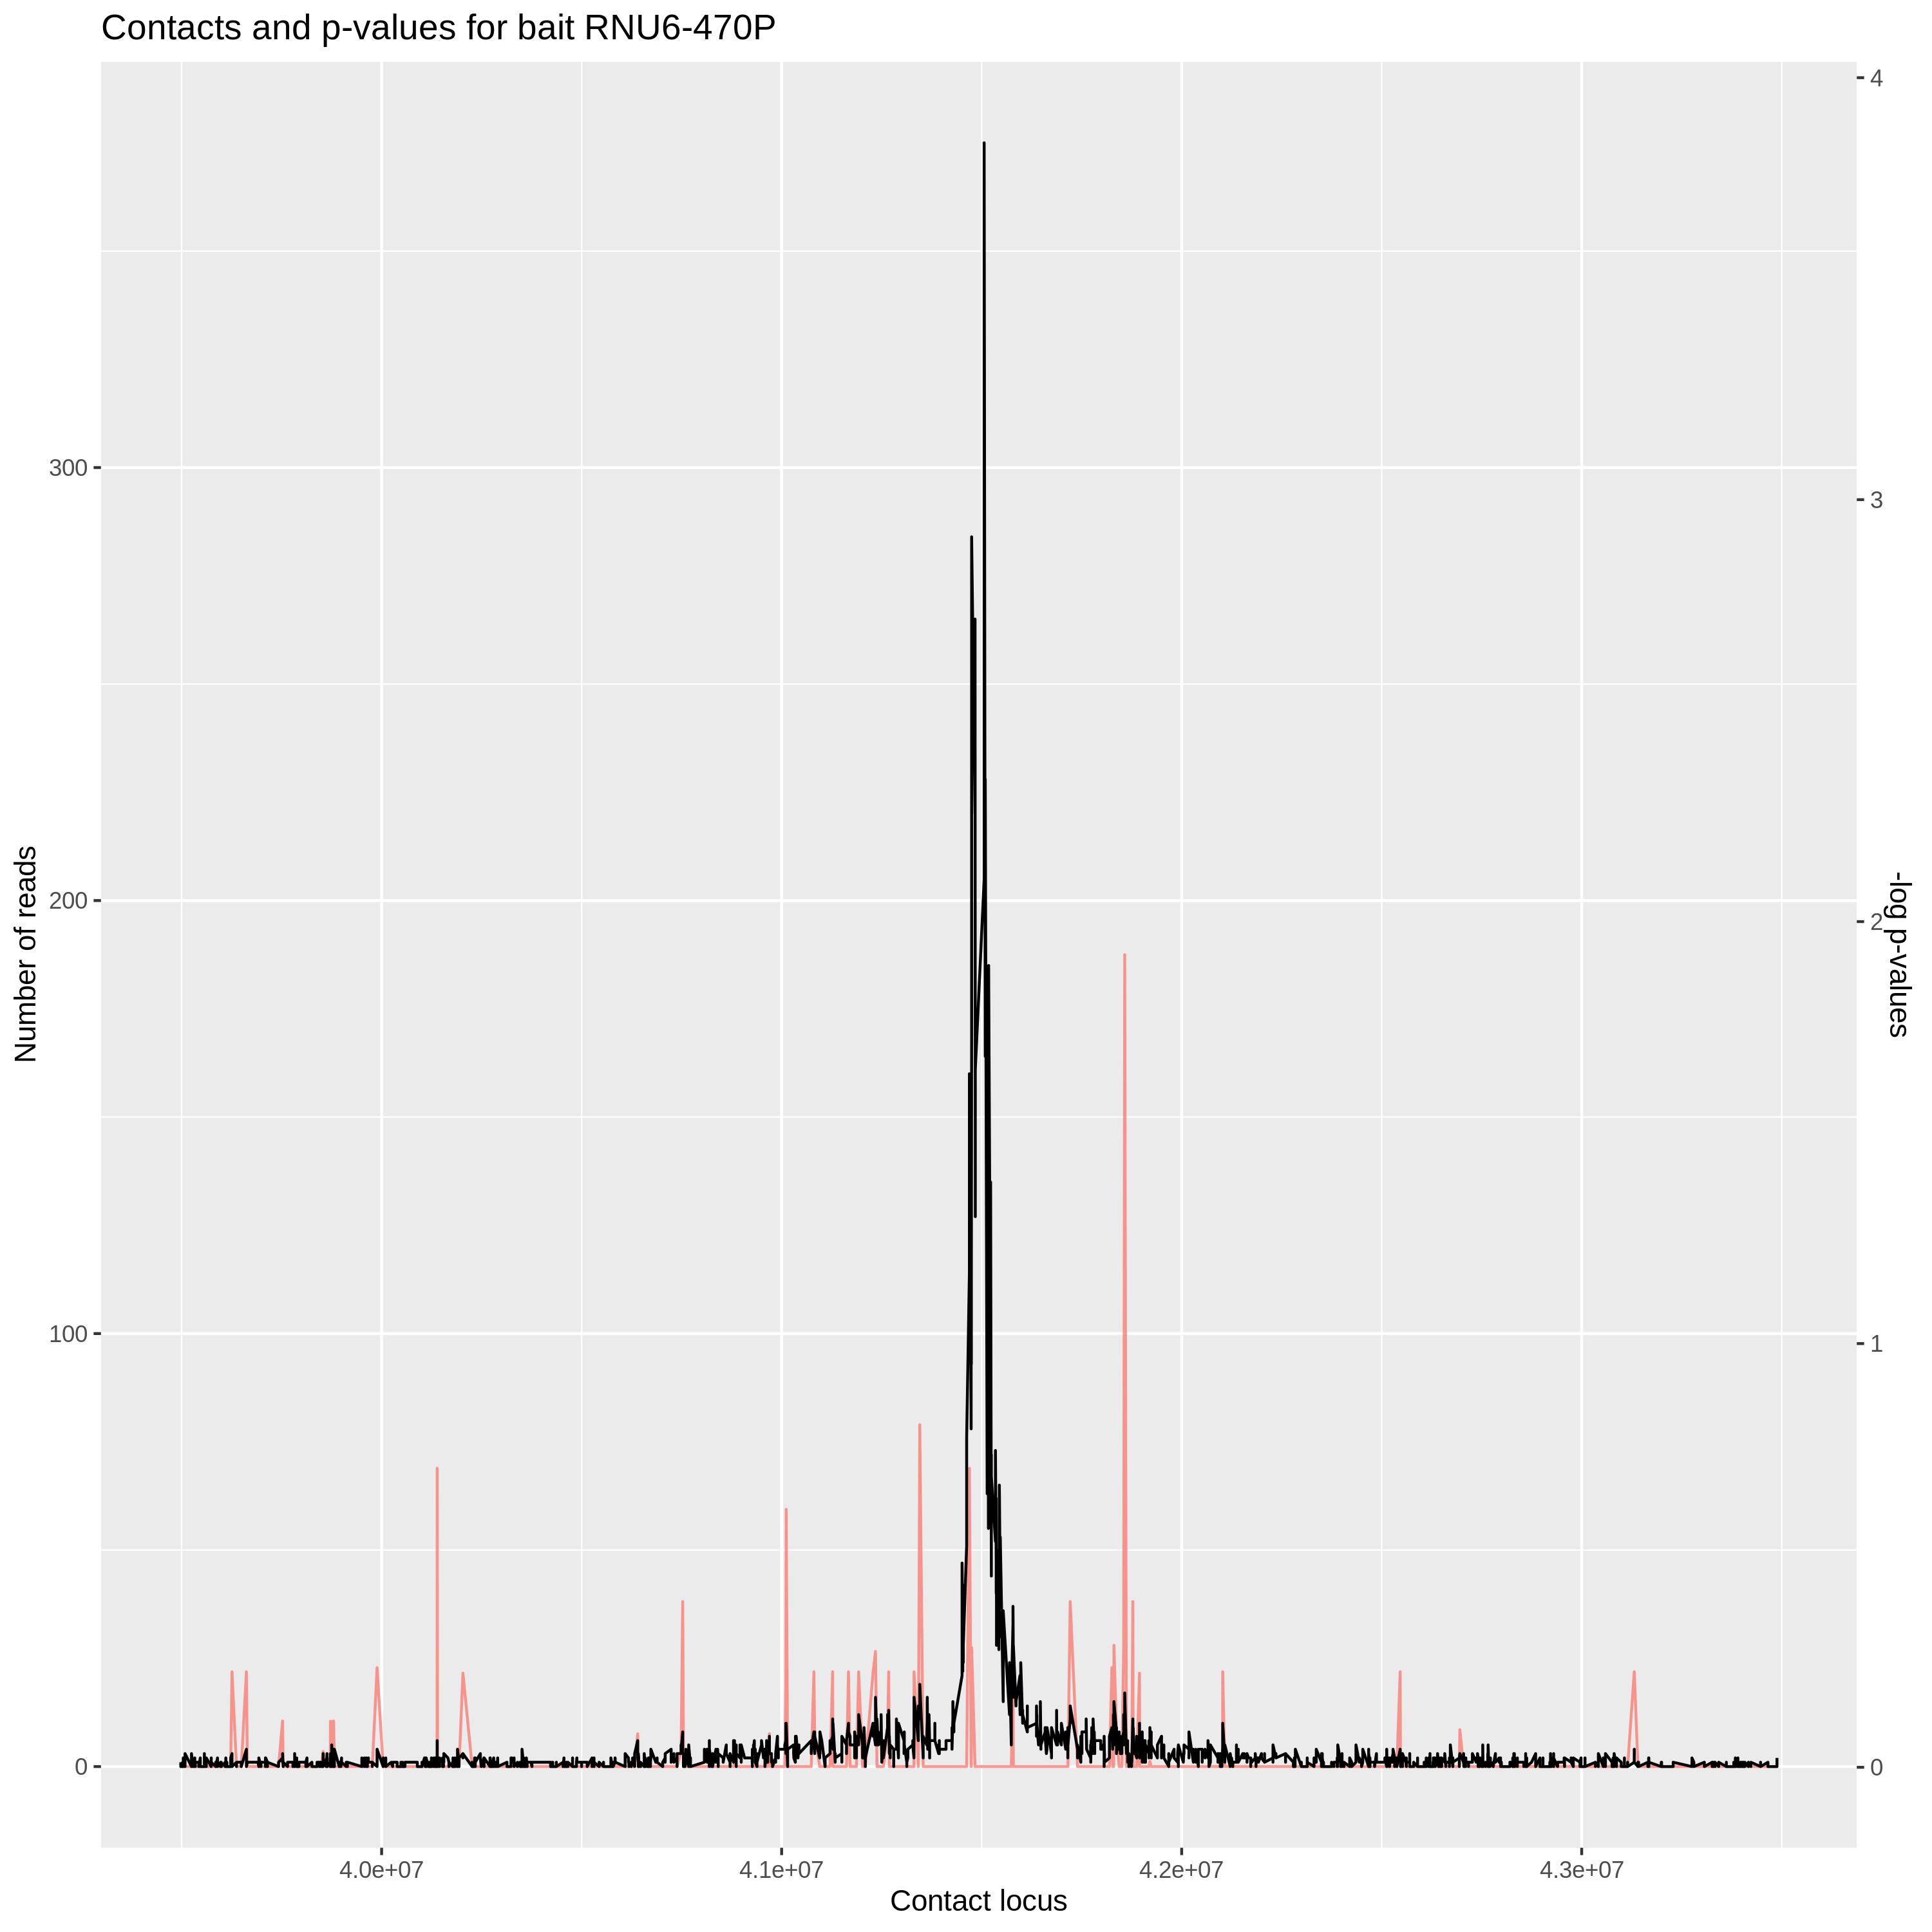 Contacts and p-values for bait RNU6-470P
Number of reads
300
200
100
0
4
3
2
1
0
-log p-values
4.0e+07
4.1e+07
4.2e+07
4.3e+07
Contact locus